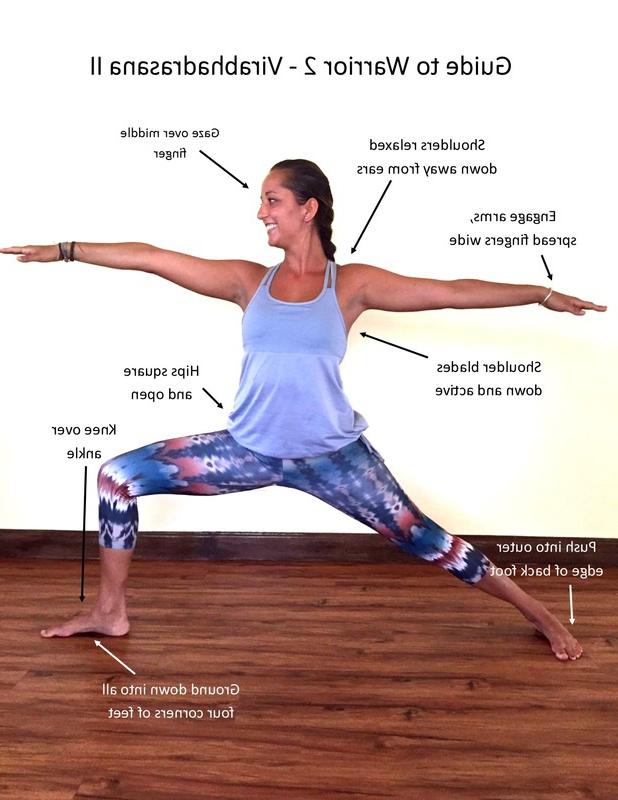 Guide to Warrior 2 - Virabhadrasana II
Gaze over middle
finger
Shoulders relaxed
down away from ears
Engage arms,
spread fingers wide
Shoulder blades
down and active
Hips square
and open
Knee over
ankle
Push into outer
edge of back foot
Ground down into all
four corners of feet